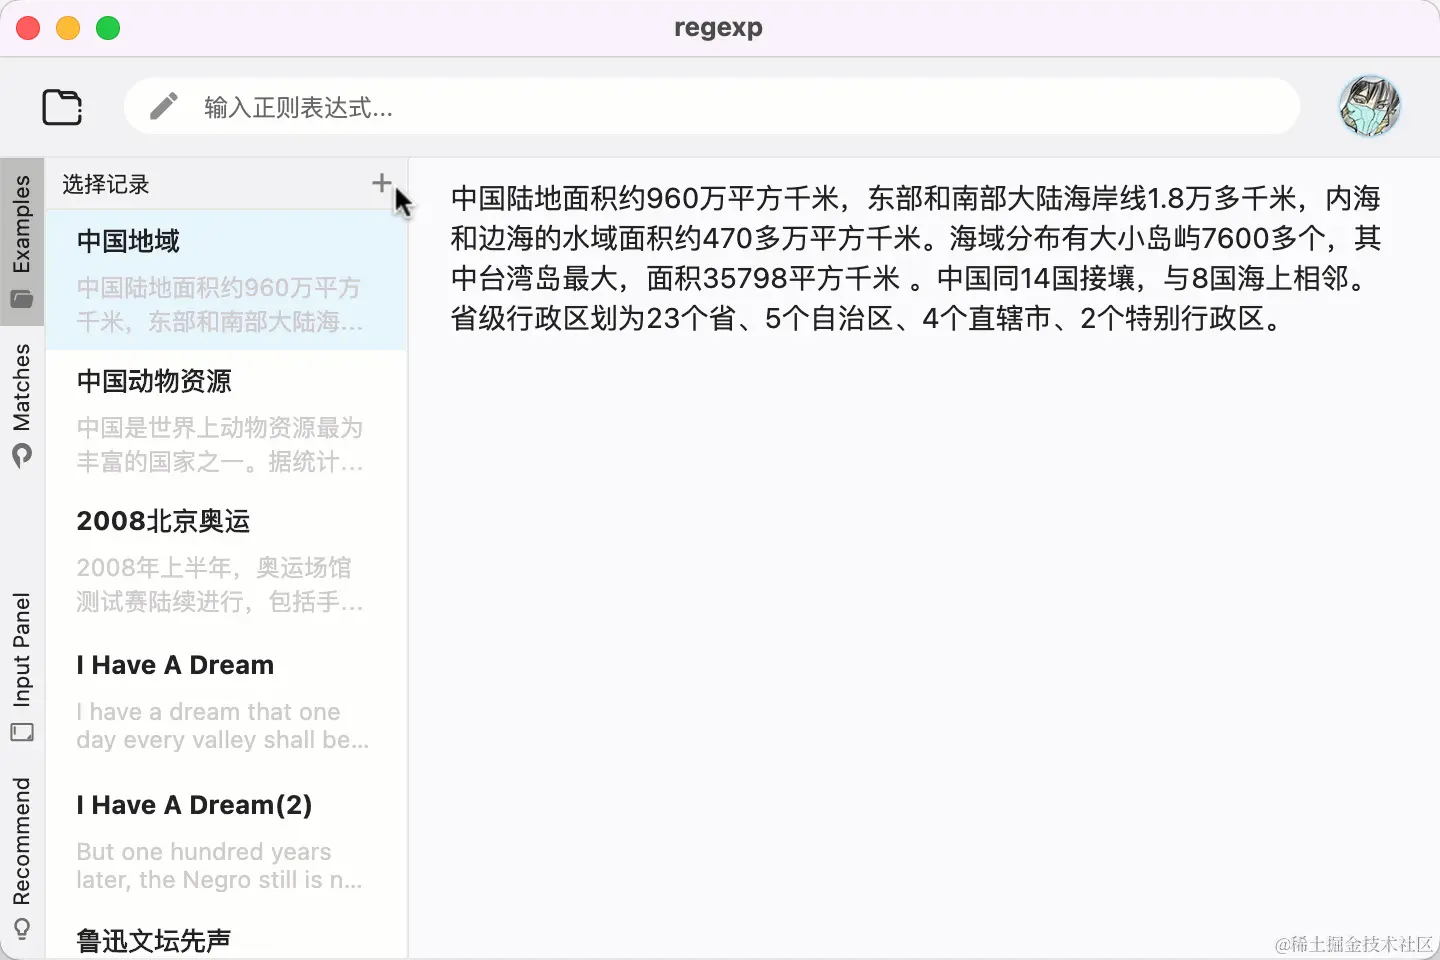 regexp
输入正则表达式...
Examples
Matches
Input Panel
Recommend
选择记录
中国地域
中国陆地面积约960万平方
千米，东部和南部大陆海...
中国动物资源
中国是世界上动物资源最为
丰富的国家之一。据统计...
2008北京奥运
2008年上半年，奥运场馆
测试赛陆续进行，包括手...
I Have A Dream
I have a dream that one
day every valley shall be...
I Have A Dream(2)
But one hundred years
later, the Negro still is n...
鲁迅文坛先声
中国陆地面积约960万平方千米，东部和南部大陆海岸线1.8万多千米，内海
和边海的水域面积约470多万平方千米。海域分布有大小岛屿7600多个，其
中台湾岛最大，面积35798平方千米 。中国同14国接壤，与8国海上相邻。
省级行政区划为23个省、5个自治区、4个直辖市、2个特别行政区。
@稀土掘金技术社区